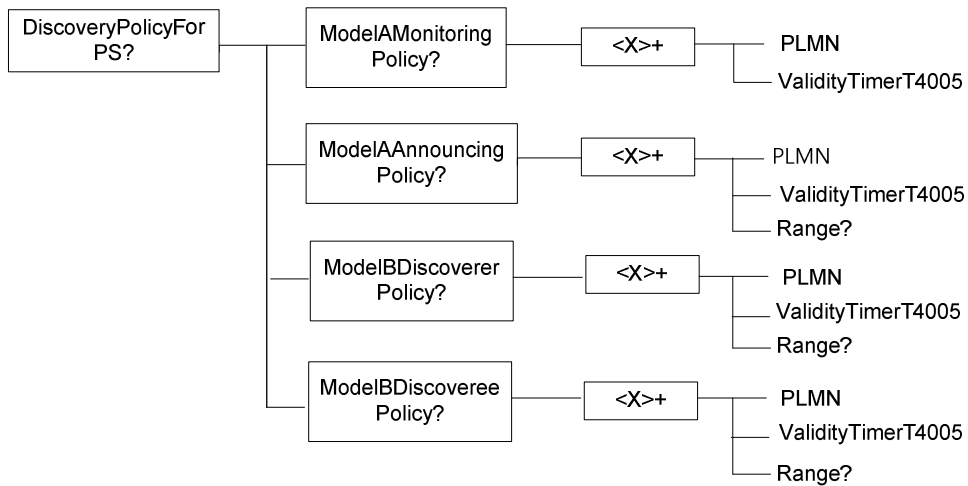 DiscoveryPolicyFor
PS?
ModelAMonitoring
Policy?
<X>+
PLMN
ValidityTimerT4005
ModelAAnnouncing
Policy?
<X>+
PLMN
ValidityTimerT4005
Range?
ModelBDiscoverer
Policy?
<X>+
PLMN
ValidityTimerT4005
Range?
ModelBDiscoveree
Policy?
<X>+
PLMN
ValidityTimerT4005
Range?